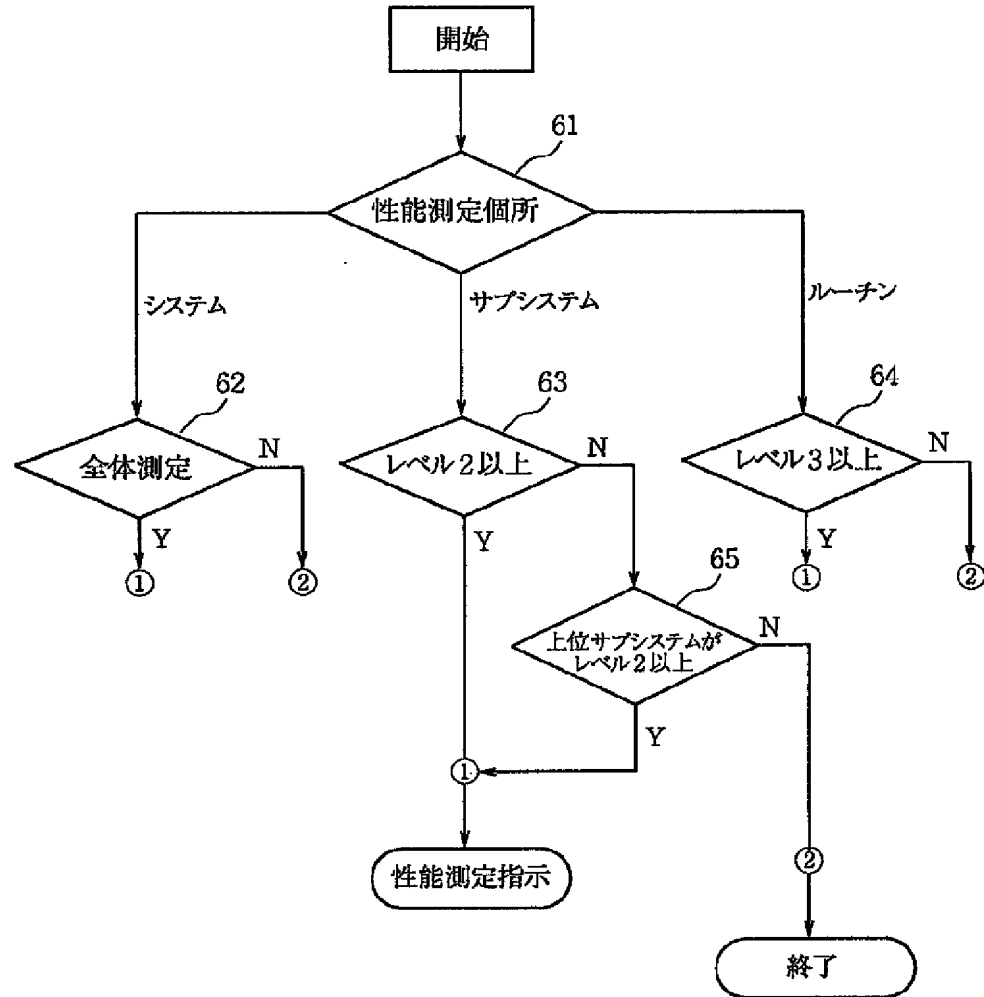 開始
61
性能測定個所
システム
サブシステム
ルーチン
62
63
64
全体測定
N
レベル2以上
N
レベル3以上
N
Y
Y
Y
①
②
①
②
65
上位サブシステムが
レベル2以上
N
Y
①
②
性能測定指示
終了